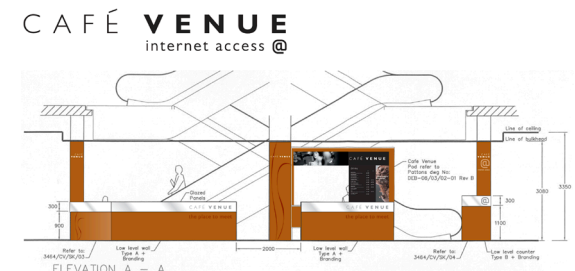 CAFÉ VENUE
internet access @
Line of ceiling
Line of bulkhead
CAFÉ VENUE
Cafe Venue
Pod refer to
Pattons dwg No:
DCB-08/03/02-01 Rev B
@
Glazed
Panels
300
900
CAFÉ VENUE
the place to meet
CAFÉ VENUE
the place to meet
@
300
1100
3080
3350
2000
Refer to:
3464/CV/SK/03
Low level wall
Type A +
Branding
Low level wall
Type A +
Branding
Refer to:
3464/CV/SK/04
Low level counter
Type B +
Branding
ELEVATION A - A